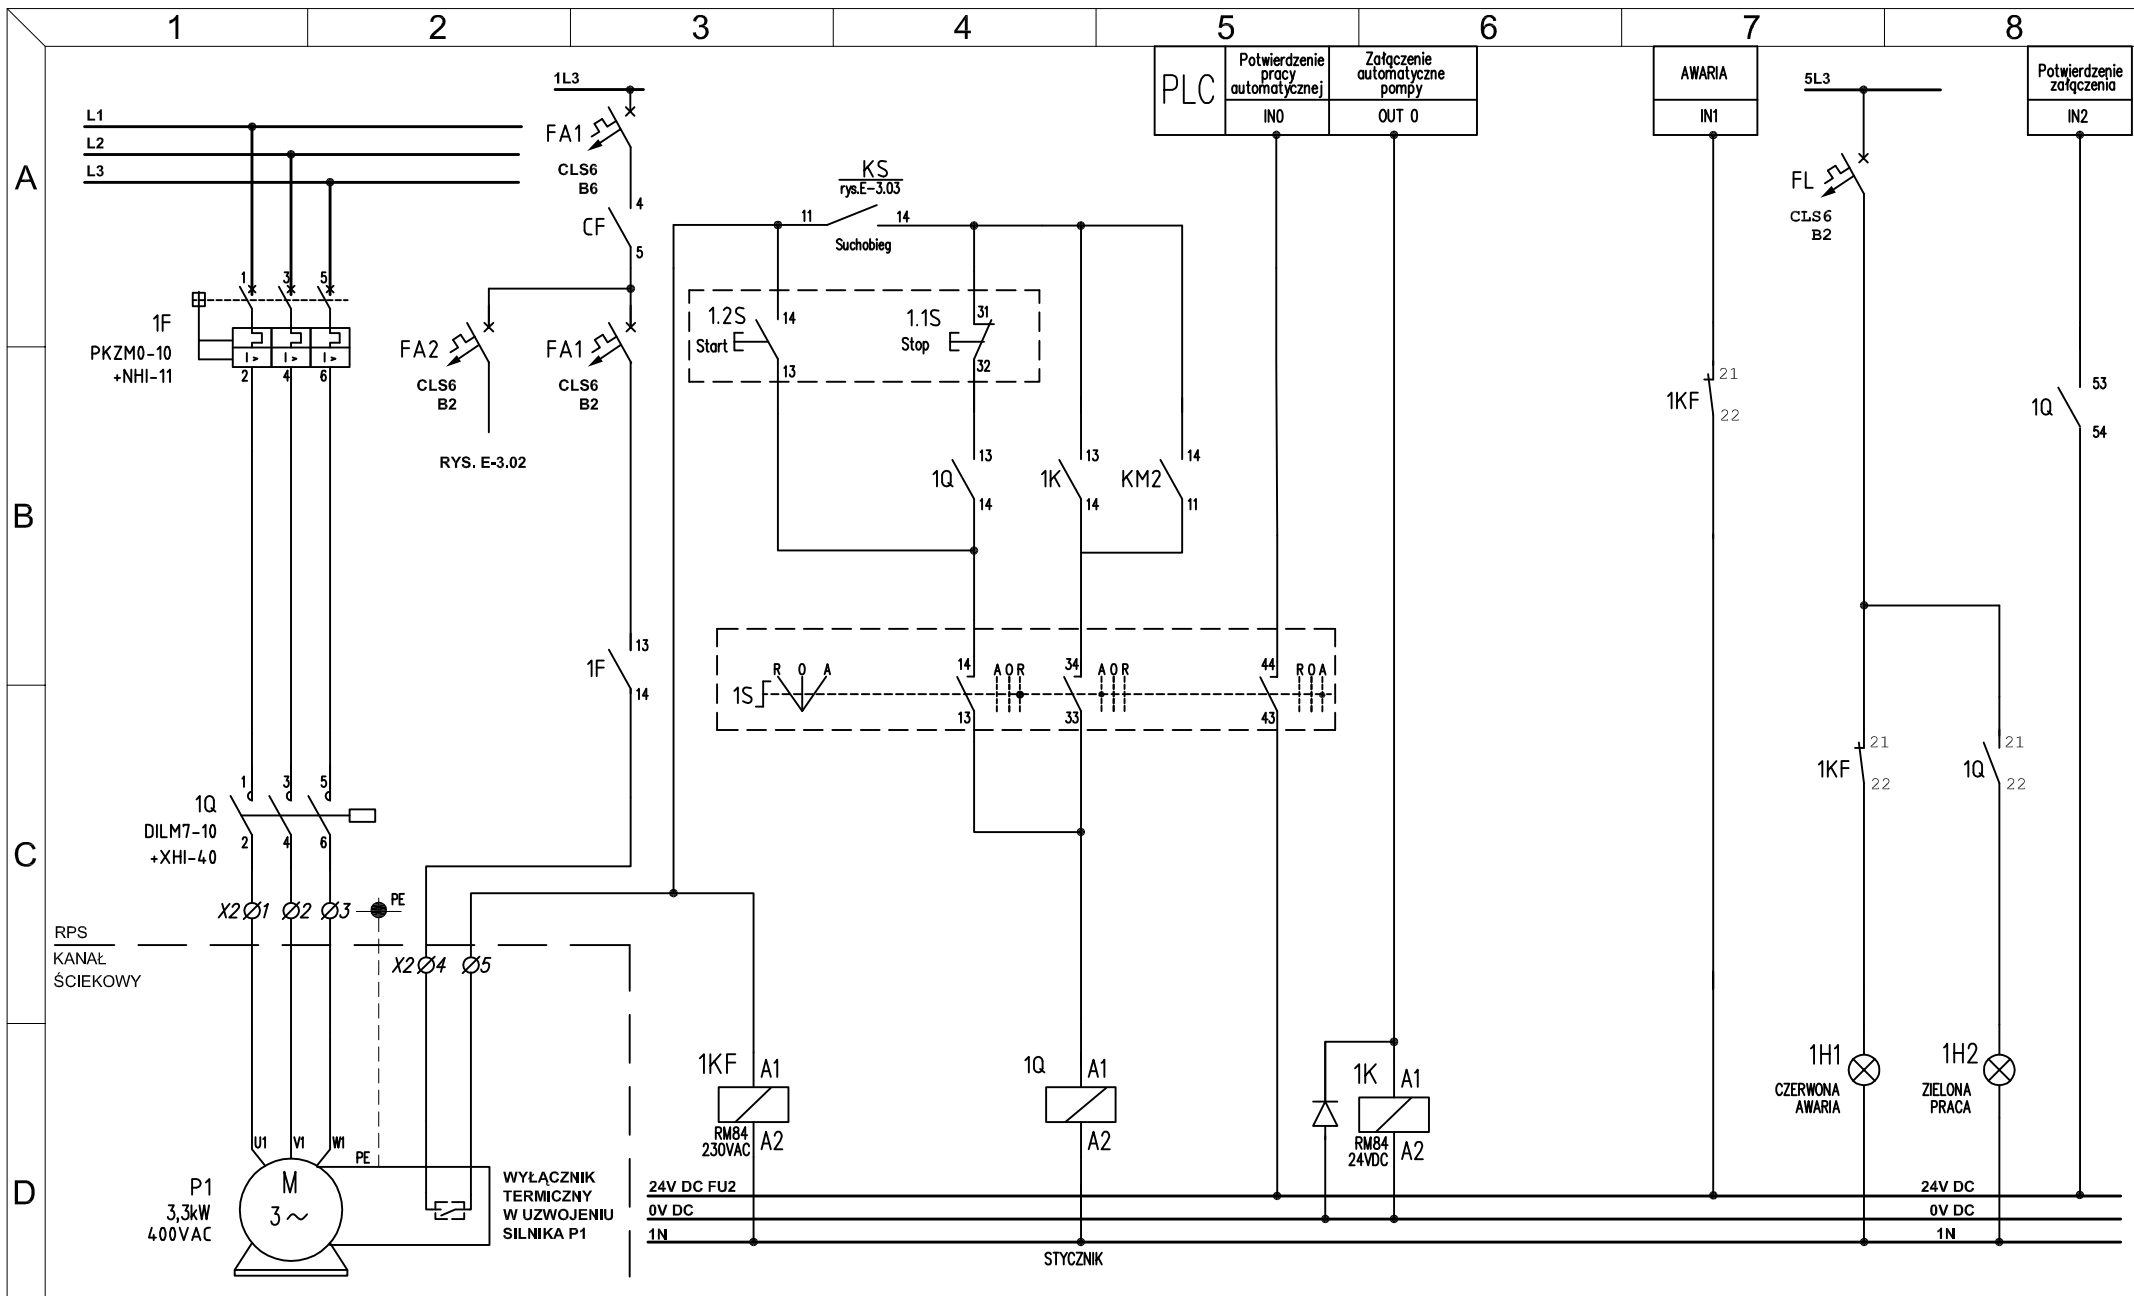 1 2 3 4 5 6 7 8
A
B
C
D
L1
L2
L3
1L3
FA1
CLS6
B6
4
CF
5
1 3 5
1F
PKZM0-10
+NHI-11
I> I> I>
2 4 6
FA2
CLS6
B2
RYS. E-3.02
FA1
CLS6
B2
13
1F
14
1 3 5
1Q
DILM7-10
+XHI-40
2 4 6
X2 1 2 3 PE
RPS
KANAŁ
ŚCIEKOWY
X2 4 5
U1 V1 W1
PE
P1
3,3kW
400VAC
M
3 ~
WYŁĄCZNIK
TERMICZNY
W UZWOJENIU
SILNIKA P1
KS
rys.E-3.03
11 14
Suchobieg
1.2S
Start
14
13
1.1S
Stop
31
32
1Q
13
14
1K
13
14
KM2
14
11
1S
R O A
14
13
A O R
34
33
A O R
44
43
R O A
1KF
A1
A2
RM84
230VAC
1Q
A1
A2
1K
A1
A2
RM84
24VDC
PLC
Potwierdzenie
pracy
automatycznej
IN0
Załączenie
automatyczne
pompy
OUT 0
AWARIA
IN1
1KF
21
22
5L3
FL
CLS6
B2
Potwierdzenie
załączenia
IN2
1Q
53
54
1KF
21
22
1Q
21
22
1H1
CZERWONA
AWARIA
1H2
ZIELONA
PRACA
24V DC FU2
0V DC
1N
24V DC
0V DC
1N
STYCZNIK